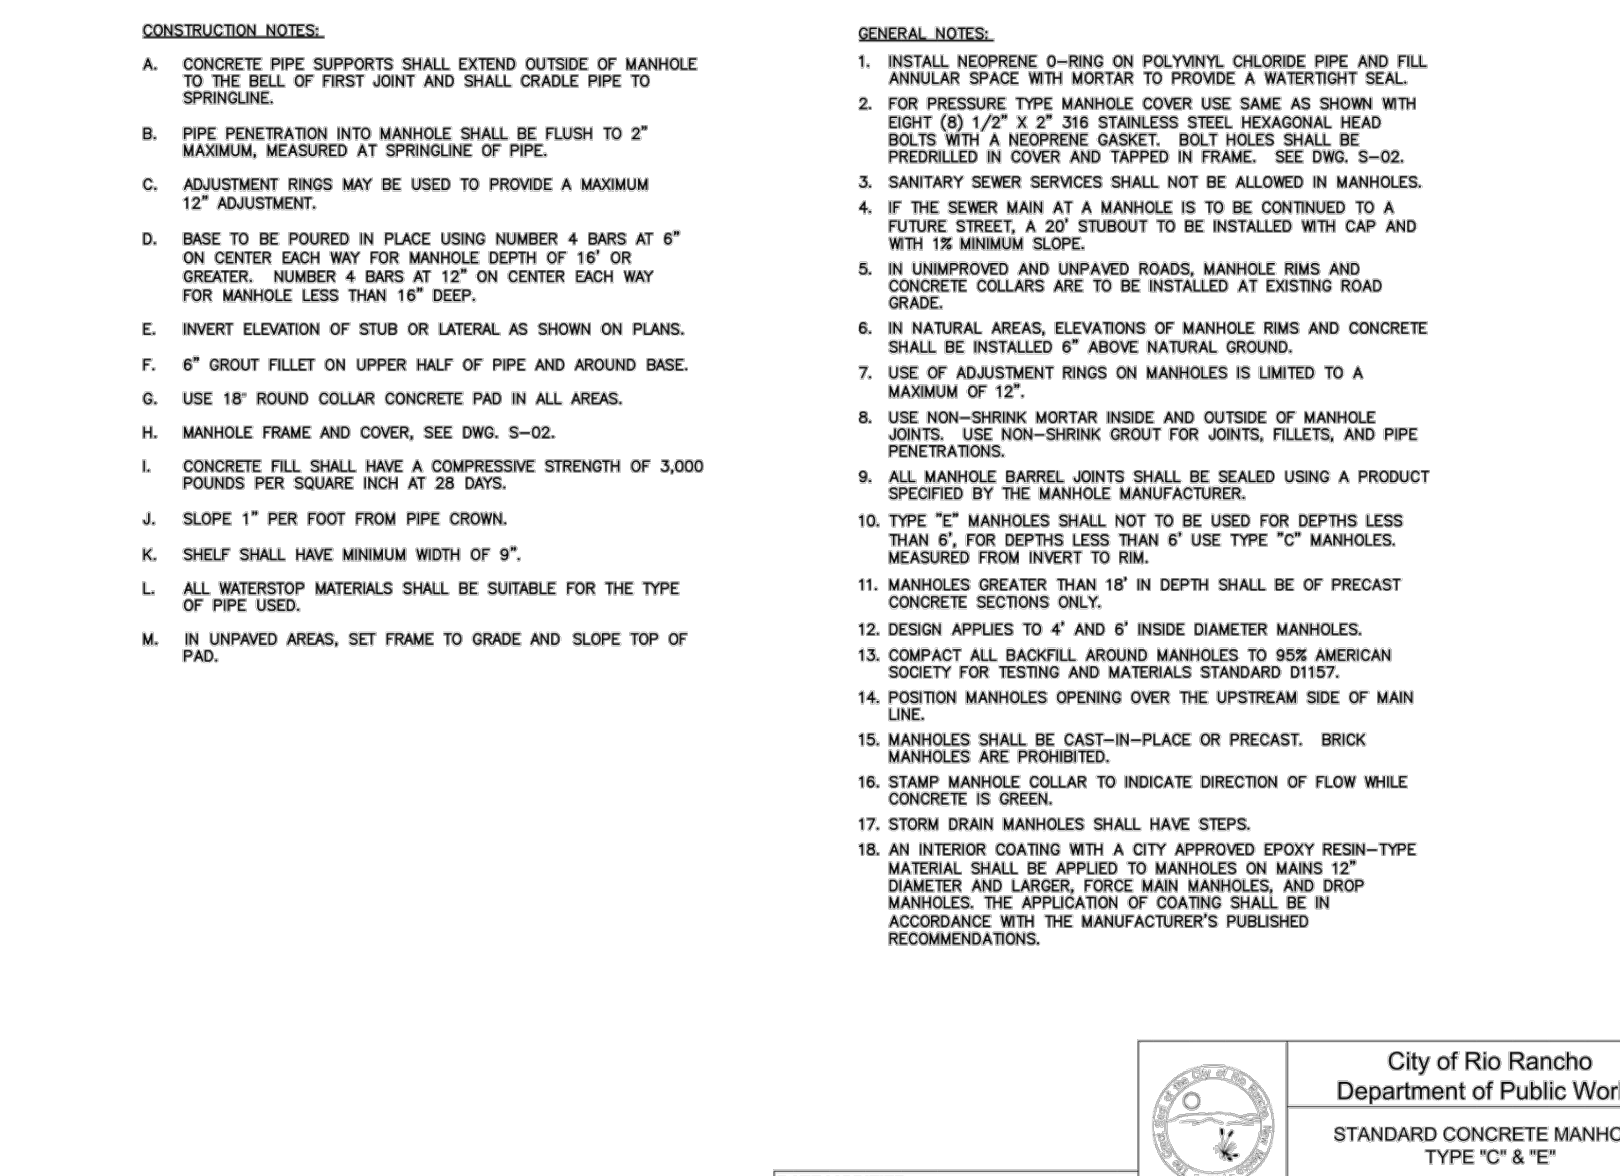 CONSTRUCTION NOTES:
A. CONCRETE PIPE SUPPORTS SHALL EXTEND OUTSIDE OF MANHOLE
TO THE BELL OF FIRST JOINT AND SHALL CRADLE PIPE TO
SPRINGLINE.
B. PIPE PENETRATION INTO MANHOLE SHALL BE FLUSH TO 2"
MAXIMUM, MEASURED AT SPRINGLINE OF PIPE.
C. ADJUSTMENT RINGS MAY BE USED TO PROVIDE A MAXIMUM
12" ADJUSTMENT.
D. BASE TO BE POURED IN PLACE USING NUMBER 4 BARS AT 6"
ON CENTER EACH WAY FOR MANHOLE DEPTH OF 16' OR
GREATER. NUMBER 4 BARS AT 12" ON CENTER EACH WAY
FOR MANHOLE LESS THAN 16" DEEP.
E. INVERT ELEVATION OF STUB OR LATERAL AS SHOWN ON PLANS.
F. 6" GROUT FILLET ON UPPER HALF OF PIPE AND AROUND BASE.
G. USE 18" ROUND COLLAR CONCRETE PAD IN ALL AREAS.
H. MANHOLE FRAME AND COVER, SEE DWG. S-02.
I. CONCRETE FILL SHALL HAVE A COMPRESSIVE STRENGTH OF 3,000
POUNDS PER SQUARE INCH AT 28 DAYS.
J. SLOPE 1" PER FOOT FROM PIPE CROWN.
K. SHELF SHALL HAVE MINIMUM WIDTH OF 9".
L. ALL WATERSTOP MATERIALS SHALL BE SUITABLE FOR THE TYPE
OF PIPE USED.
M. IN UNPAVED AREAS, SET FRAME TO GRADE AND SLOPE TOP OF
PAD.
GENERAL NOTES:
1. INSTALL NEOPRENE O-RING ON POLYVINYL CHLORIDE PIPE AND FILL
ANNULAR SPACE WITH MORTAR TO PROVIDE A WATERTIGHT SEAL.
2. FOR PRESSURE TYPE MANHOLE COVER USE SAME AS SHOWN WITH
EIGHT (8) 1/2" X 2" 316 STAINLESS STEEL HEXAGONAL HEAD
BOLTS WITH A NEOPRENE GASKET. BOLT HOLES SHALL BE
PREDRILLED IN COVER AND TAPPED IN FRAME. SEE DWG. S-02.
3. SANITARY SEWER SERVICES SHALL NOT BE ALLOWED IN MANHOLES.
4. IF THE SEWER MAIN AT A MANHOLE IS TO BE CONTINUED TO A
FUTURE STREET, A 20' STUBOUT TO BE INSTALLED WITH CAP AND
WITH 1% MINIMUM SLOPE.
5. IN UNIMPROVED AND UNPAVED ROADS, MANHOLE RIMS AND
CONCRETE COLLARS ARE TO BE INSTALLED AT EXISTING ROAD
GRADE.
6. IN NATURAL AREAS, ELEVATIONS OF MANHOLE RIMS AND CONCRETE
SHALL BE INSTALLED 6" ABOVE NATURAL GROUND.
7. USE OF ADJUSTMENT RINGS ON MANHOLES IS LIMITED TO A
MAXIMUM OF 12".
8. USE NON-SHRINK MORTAR INSIDE AND OUTSIDE OF MANHOLE
JOINTS. USE NON-SHRINK GROUT FOR JOINTS, FILLETS, AND PIPE
PENETRATIONS.
9. ALL MANHOLE BARREL JOINTS SHALL BE SEALED USING A PRODUCT
SPECIFIED BY THE MANHOLE MANUFACTURER.
10. TYPE "E" MANHOLES SHALL NOT TO BE USED FOR DEPTHS LESS
THAN 6', FOR DEPTHS LESS THAN 6' USE TYPE "C" MANHOLES.
MEASURED FROM INVERT TO RIM.
11. MANHOLES GREATER THAN 18' IN DEPTH SHALL BE OF PRECAST
CONCRETE SECTIONS ONLY.
12. DESIGN APPLIES TO 4' AND 6' INSIDE DIAMETER MANHOLES.
13. COMPACT ALL BACKFILL AROUND MANHOLES TO 95% AMERICAN
SOCIETY FOR TESTING AND MATERIALS STANDARD D1157.
14. POSITION MANHOLES OPENING OVER THE UPSTREAM SIDE OF MAIN
LINE.
15. MANHOLES SHALL BE CAST-IN-PLACE OR PRECAST. BRICK
MANHOLES ARE PROHIBITED.
16. STAMP MANHOLE COLLAR TO INDICATE DIRECTION OF FLOW WHILE
CONCRETE IS GREEN.
17. STORM DRAIN MANHOLES SHALL HAVE STEPS.
18. AN INTERIOR COATING WITH A CITY APPROVED EPOXY RESIN-TYPE
MATERIAL SHALL BE APPLIED TO MANHOLES ON MAINS 12"
DIAMETER AND LARGER, FORCE MAIN MANHOLES, AND DROP
MANHOLES. THE APPLICATION OF COATING SHALL BE IN
ACCORDANCE WITH THE MANUFACTURER'S PUBLISHED
RECOMMENDATIONS.
City of Rio Rancho
Department of Public Wor
STANDARD CONCRETE MANHO
TYPE "C" & "E"